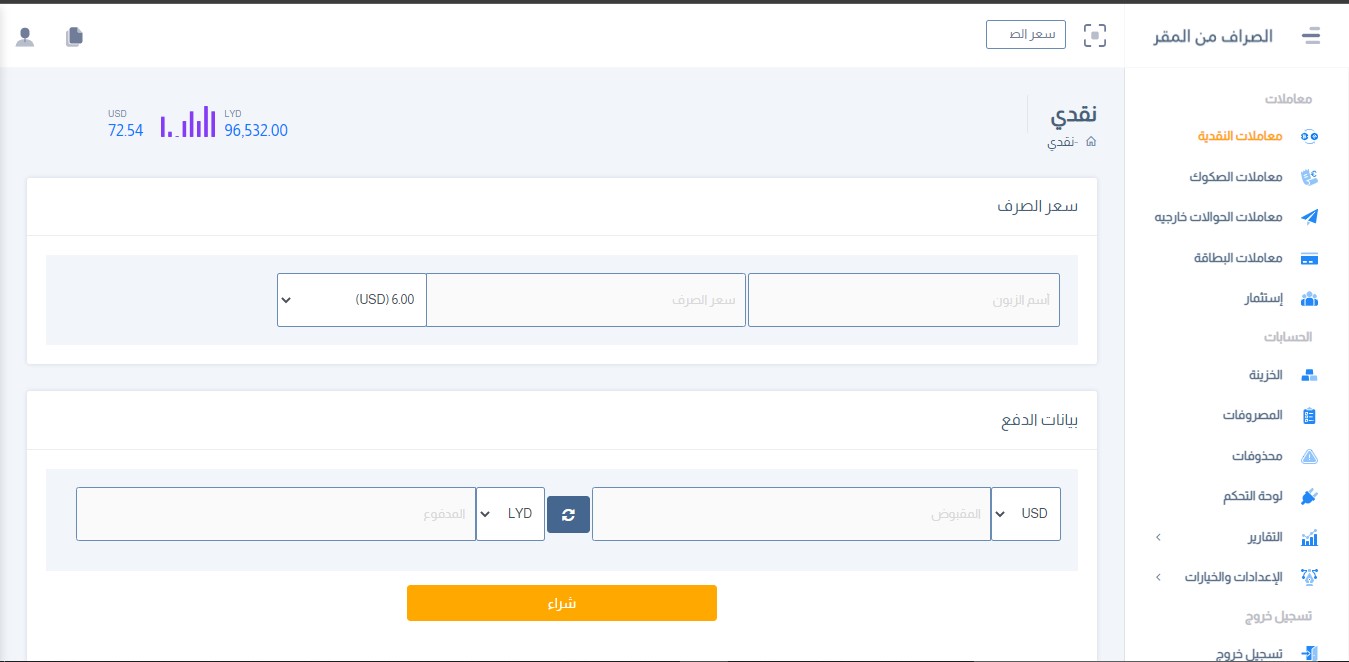 الصراف من المقر
سعر الص
معاملات
معاملات النقدية
معاملات الصكوك
معاملات الحوالات خارجيه
معاملات البطاقة
إستثمار
الحسابات
الخزينة
المصروفات
محذوفات
لوحة التحكم
التقارير
الإعدادات والخيارات
تسجيل خروج
تسجيل خروج
نقدي
-نقدي
LYD
96,532.00
USD
72.54
سعر الصرف
اسم الزبون
سعر الصرف
6.00 (USD)
بيانات الدفع
USD
المقبوض
LYD
المدفوع
شراء